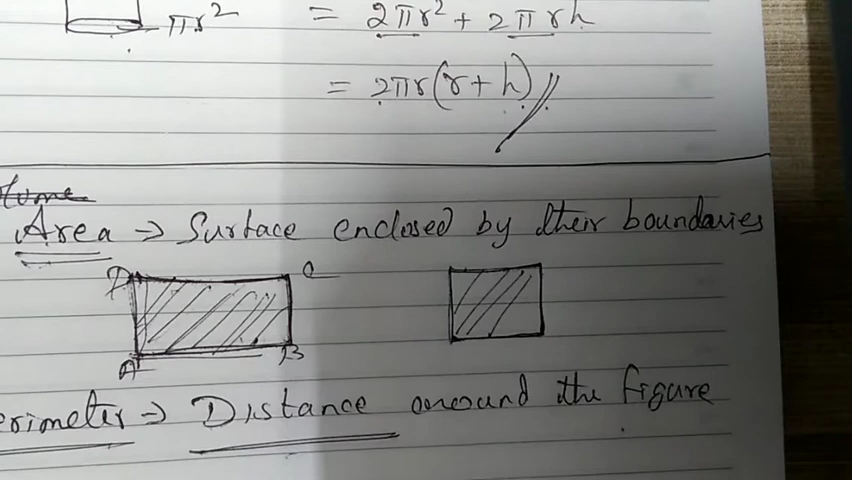 πr² = 2πr² + 2πrh
= 2πr(r+h)
Area → Surface enclosed by their boundaries
D C
A B
erimeter → Distance around the figure